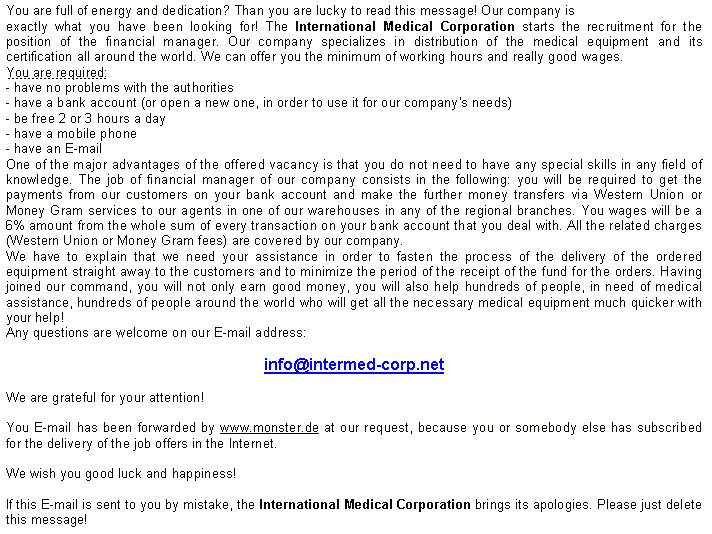 You are full of energy and dedication? Than you are lucky to read this message! Our company is
exactly what you have been looking for! The International Medical Corporation starts the recruitment for the
position of the financial manager. Our company specializes in distribution of the medical equipment and its
certification all around the world. We can offer you the minimum of working hours and really good wages.
You are required:
- have no problems with the authorities
- have a bank account (or open a new one, in order to use it for our company's needs)
- be free 2 or 3 hours a day
- have a mobile phone
- have an E-mail
One of the major advantages of the offered vacancy is that you do not need to have any special skills in any field of
knowledge. The job of financial manager of our company consists in the following: you will be required to get the
payments from our customers on your bank account and make the further money transfers via Western Union or
Money Gram services to our agents in one of our warehouses in any of the regional branches. You wages will be a
6% amount from the whole sum of every transaction on your bank account that you deal with. All the related charges
(Western Union or Money Gram fees) are covered by our company.
We have to explain that we need your assistance in order to fasten the process of the delivery of the ordered
equipment straight away to the customers and to minimize the period of the receipt of the fund for the orders. Having
joined our command, you will not only earn good money, you will also help hundreds of people, in need of medical
assistance, hundreds of people around the world who will get all the necessary medical equipment much quicker with
your help!
Any questions are welcome on our E-mail address:
info@intermed-corp.net
We are grateful for your attention!
You E-mail has been forwarded by www.monster.de at our request, because you or somebody else has subscribed
for the delivery of the job offers in the Internet.
We wish you good luck and happiness!
If this E-mail is sent to you by mistake, the International Medical Corporation brings its apologies. Please just delete
this message!